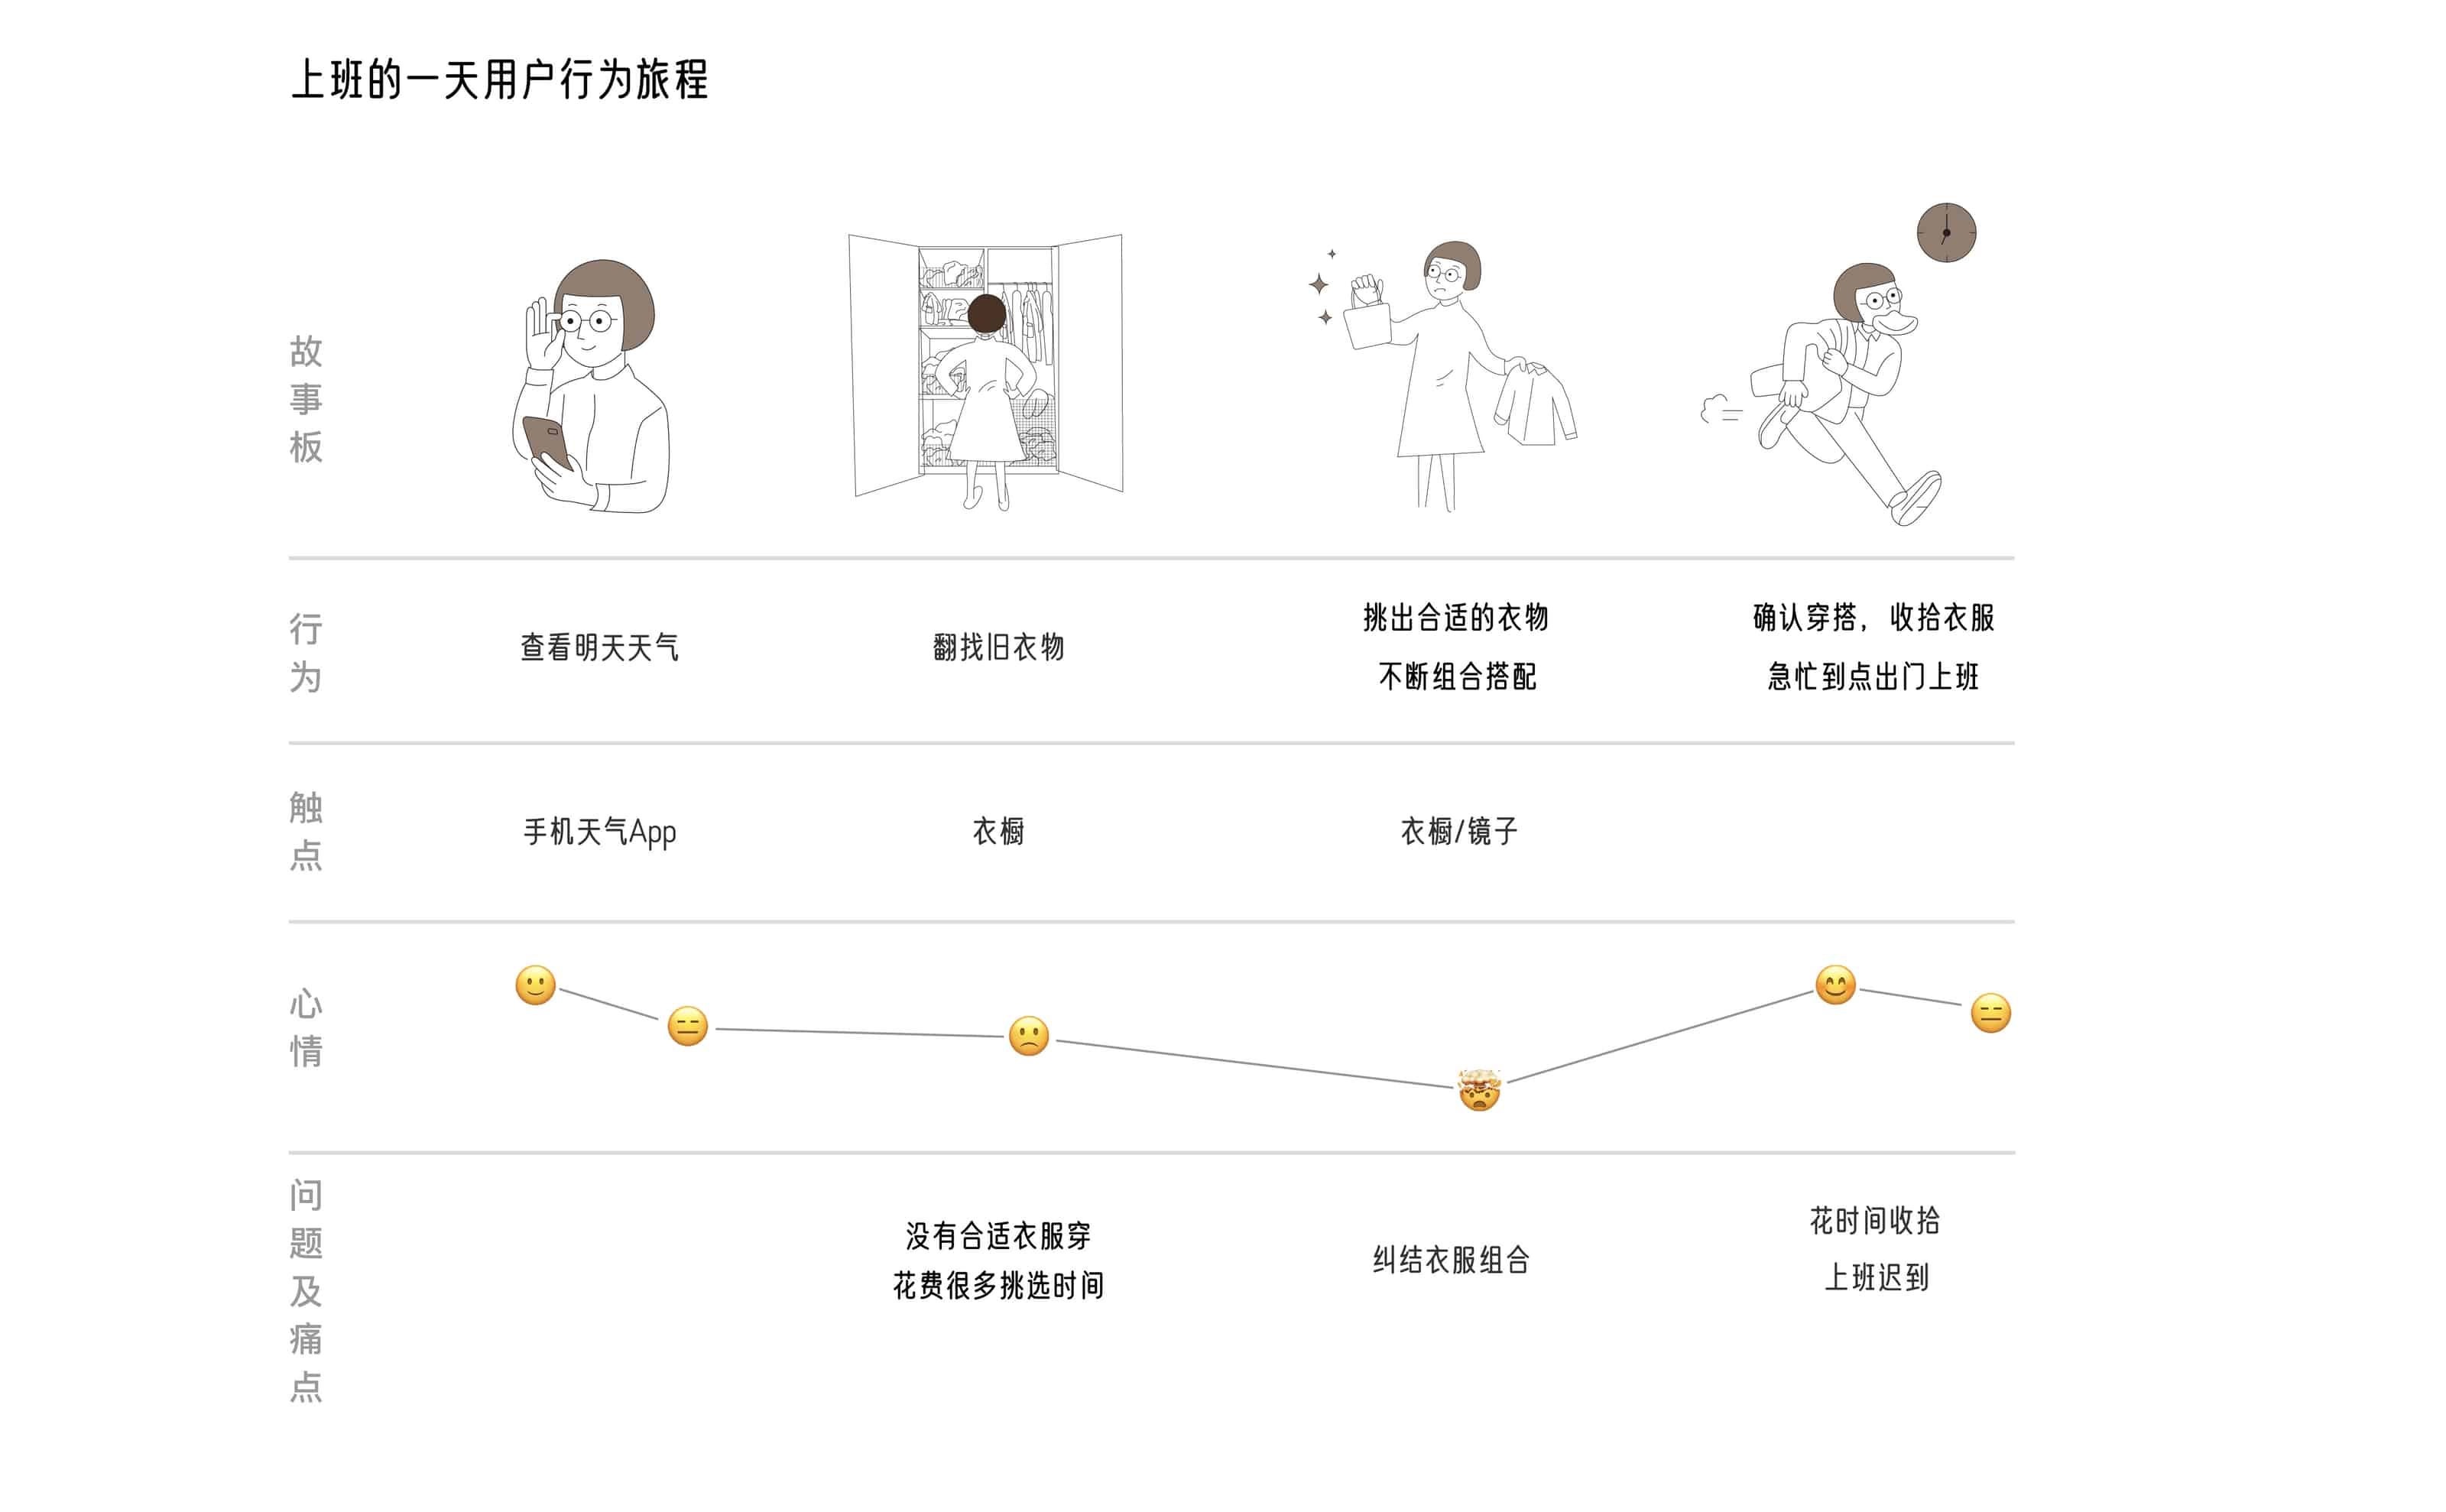 上班的一天用户行为旅程
故事板
行为
查看明天天气
翻找旧衣物
挑出合适的衣物
不断组合搭配
确认穿搭，收拾衣服
急忙到点出门上班
触点
手机天气App
衣橱
衣橱/镜子
心情
问题及痛点
没有合适衣服穿
花费很多挑选时间
纠结衣服组合
花时间收拾
上班迟到